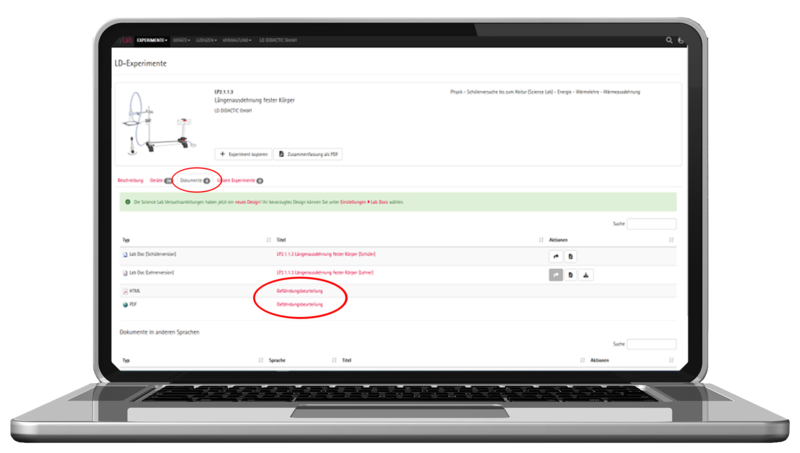 Lab EXPERIMENTE GERÄTE LIZENZEN VERWALTUNG LD DIDACTIC GmbH
LD-Experimente
EP2.1.1.3
Längenausdehnung fester Körper
LD DIDACTIC GmbH
Physik - Schülerversuche bis zum Abitur (Science Lab) - Energie - Wärmelehre - Wärmeausdehnung
+ Experiment kopieren Zusammenfassung als PDF
Beschreibung Geräte Dokumente 4 Unsere Experimente 0
Die Science Lab Versuchsanleitungen haben jetzt ein neues Design! Ihr bevorzugtes Design können Sie unter Einstellungen Lab Docs wählen.
Suche
Typ Titel Aktionen
Lab Doc (Schülerversion) EP2.1.1.3 Längenausdehnung fester Körper (Schüler)
Lab Doc (Lehrerversion) EP2.1.1.3 Längenausdehnung fester Körper (Lehrer)
HTML Gefährdungsbeurteilung
PDF Gefährdungsbeurteilung
Dokumente in anderen Sprachen
Suche
Typ Sprache Titel Aktionen